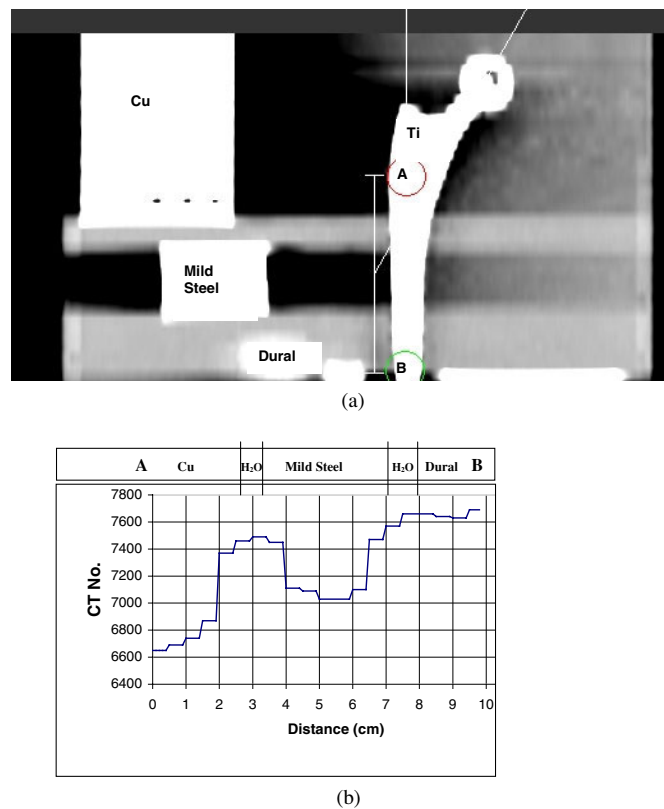 Cu
Ti
A
Mild
Steel
Dural
B
(a)
A Cu H₂O Mild Steel H₂O Dural B
7800
7600
7400
7200
7000
6800
6600
6400
CT No.
0 1 2 3 4 5 6 7 8 9 10
Distance (cm)
(b)